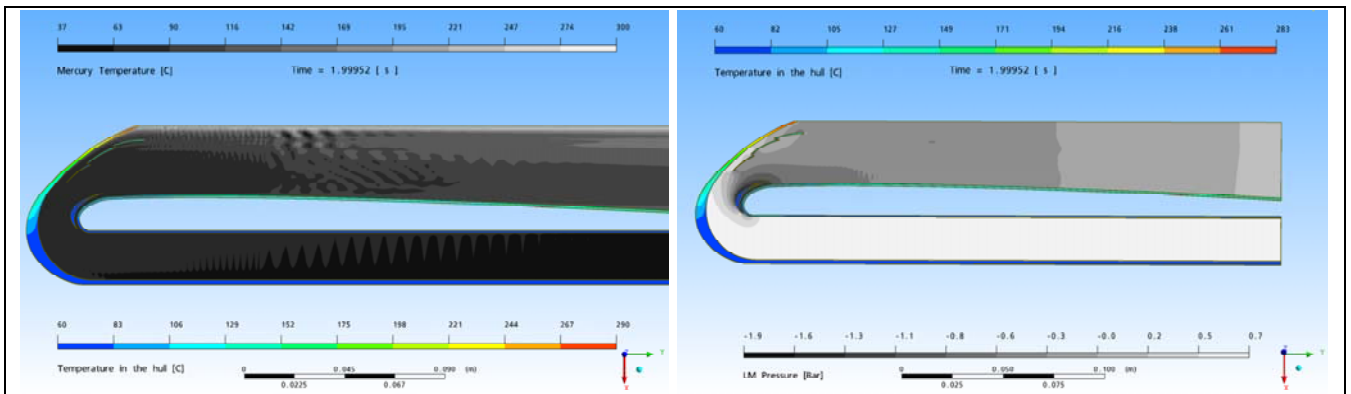 37 63 90 116 142 169 195 221 247 274 300
Mercury Temperature [C] Time = 1.99952 [ s ]
60 83 106 129 152 175 198 221 244 267 290
Temperature in the hull [C]
0 0.045 0.090 (m)
0.0225 0.067
Y
X
60 82 105 127 149 171 194 216 238 261 283
Temperature in the hull [C] Time = 1.99952 [ s ]
-1.9 -1.6 -1.3 -1.1 -0.8 -0.6 -0.3 -0.0 0.2 0.5 0.7
LM Pressure [Bar]
0 0.050 0.100 (m)
0.025 0.075
Y
X